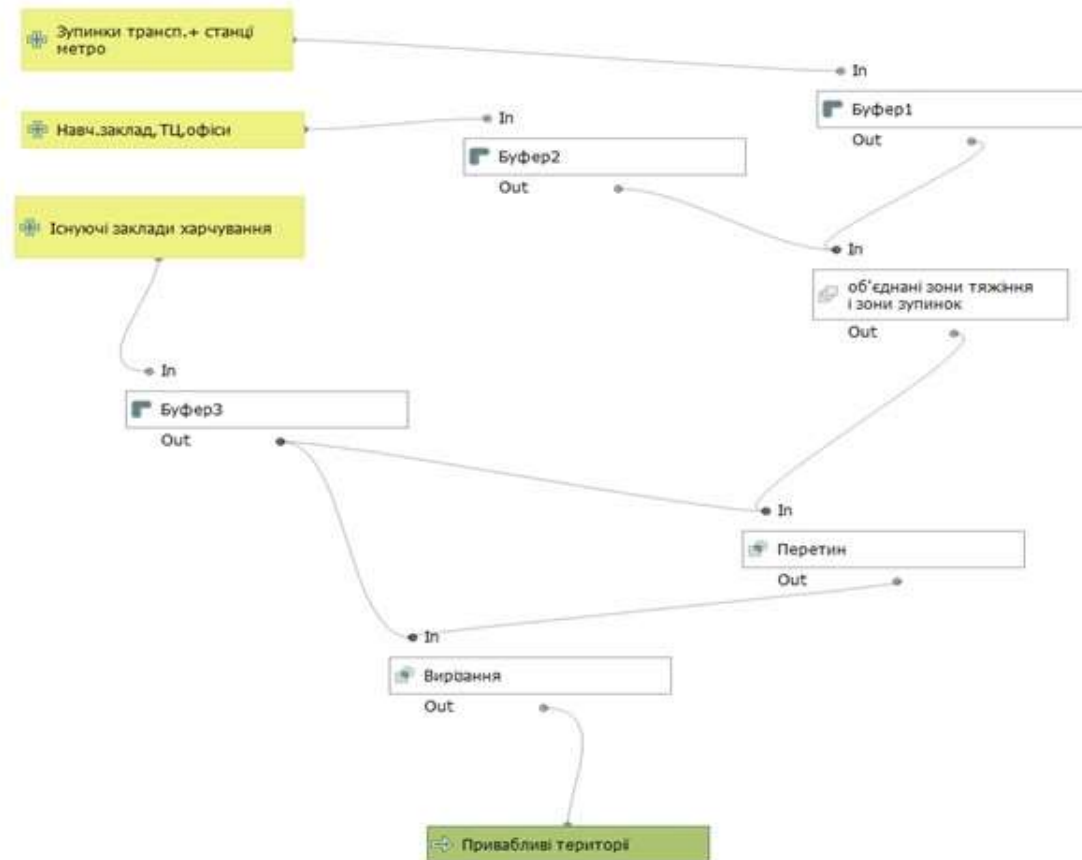 Зупинки трансп.+ станці
метро
In
Буфер1
Out
Навч.заклад,ТЦ,офіси
In
Буфер2
Out
Існуючі заклади харчування
In
об'єднані зони тяжіння
і зони зупинок
Out
In
Буфер3
Out
In
Перетин
Out
In
Вирізання
Out
Привабливі території